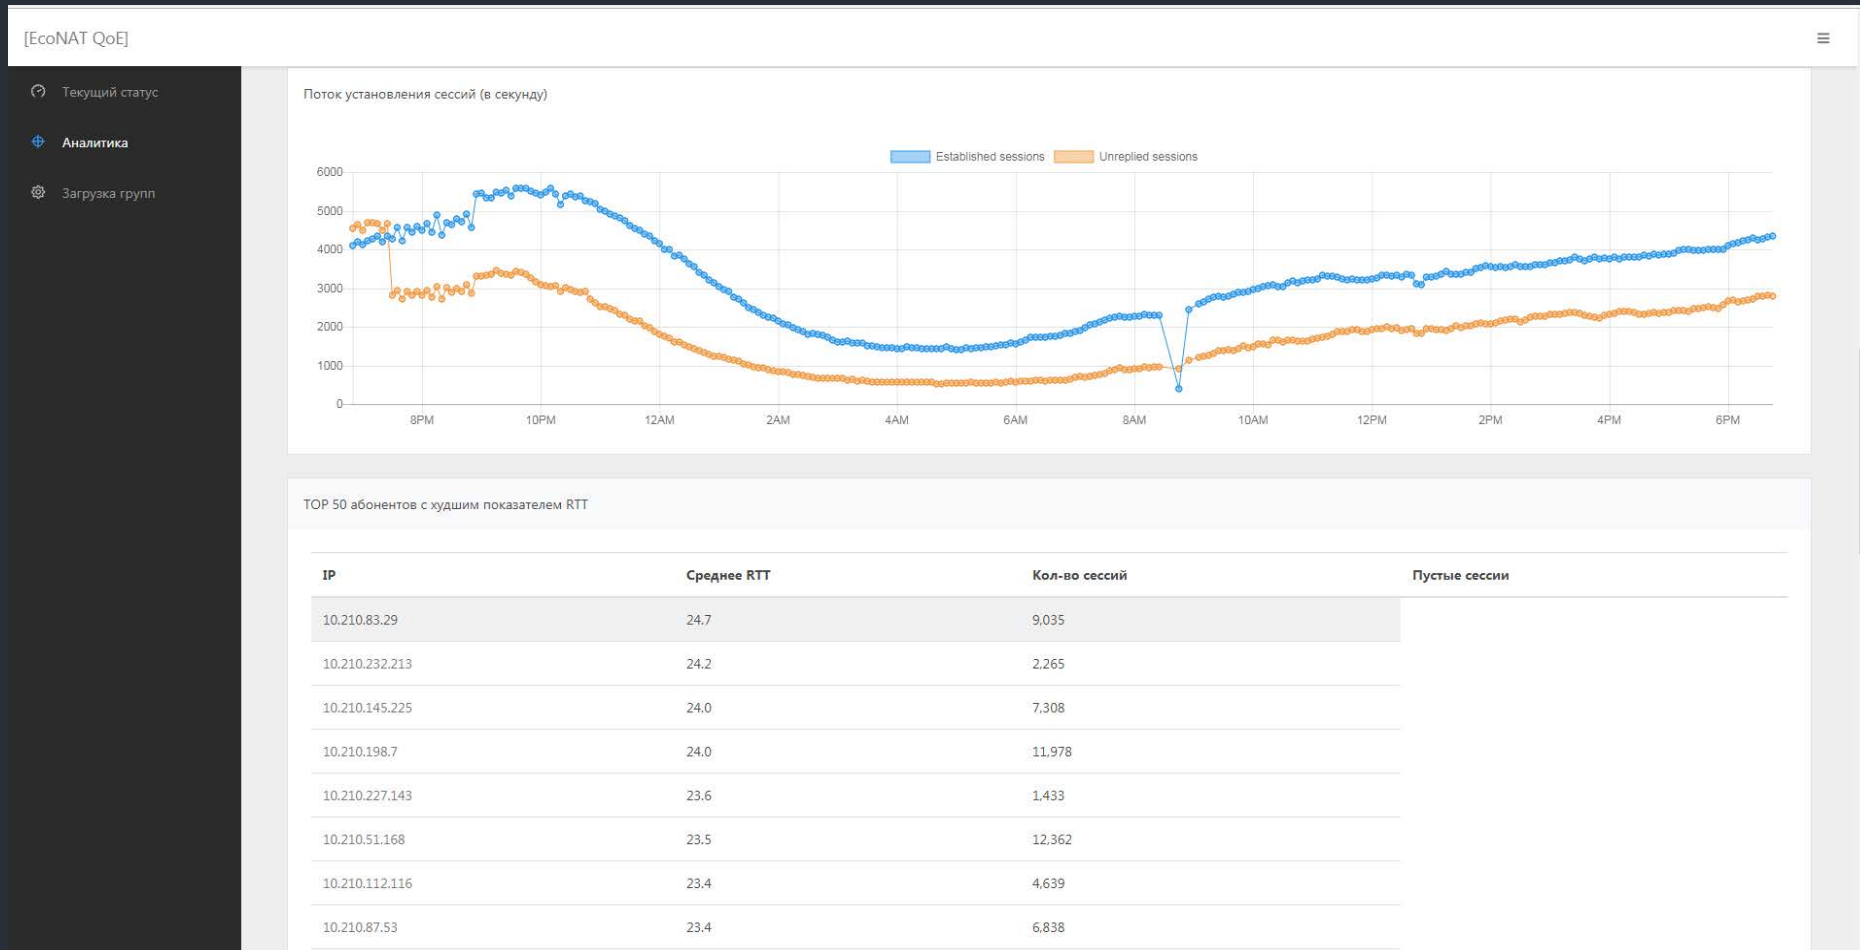 [EcoNAT QoE]
Текущий статус
Аналитика
Загрузка групп
Поток установления сессий (в секунду)
Established sessions Unreplied sessions
6000
5000
4000
3000
2000
1000
0
8PM 10PM 12AM 2AM 4AM 6AM 8AM 10AM 12PM 2PM 4PM 6PM
TOP 50 абонентов с худшим показателем RTT
IP Среднее RTT Кол-во сессий Пустые сессии
10.210.83.29 24.7 9,035
10.210.232.213 24.2 2,265
10.210.145.225 24.0 7,308
10.210.198.7 24.0 11,978
10.210.227.143 23.6 1,433
10.210.51.168 23.5 12,362
10.210.112.116 23.4 4,639
10.210.87.53 23.4 6,838